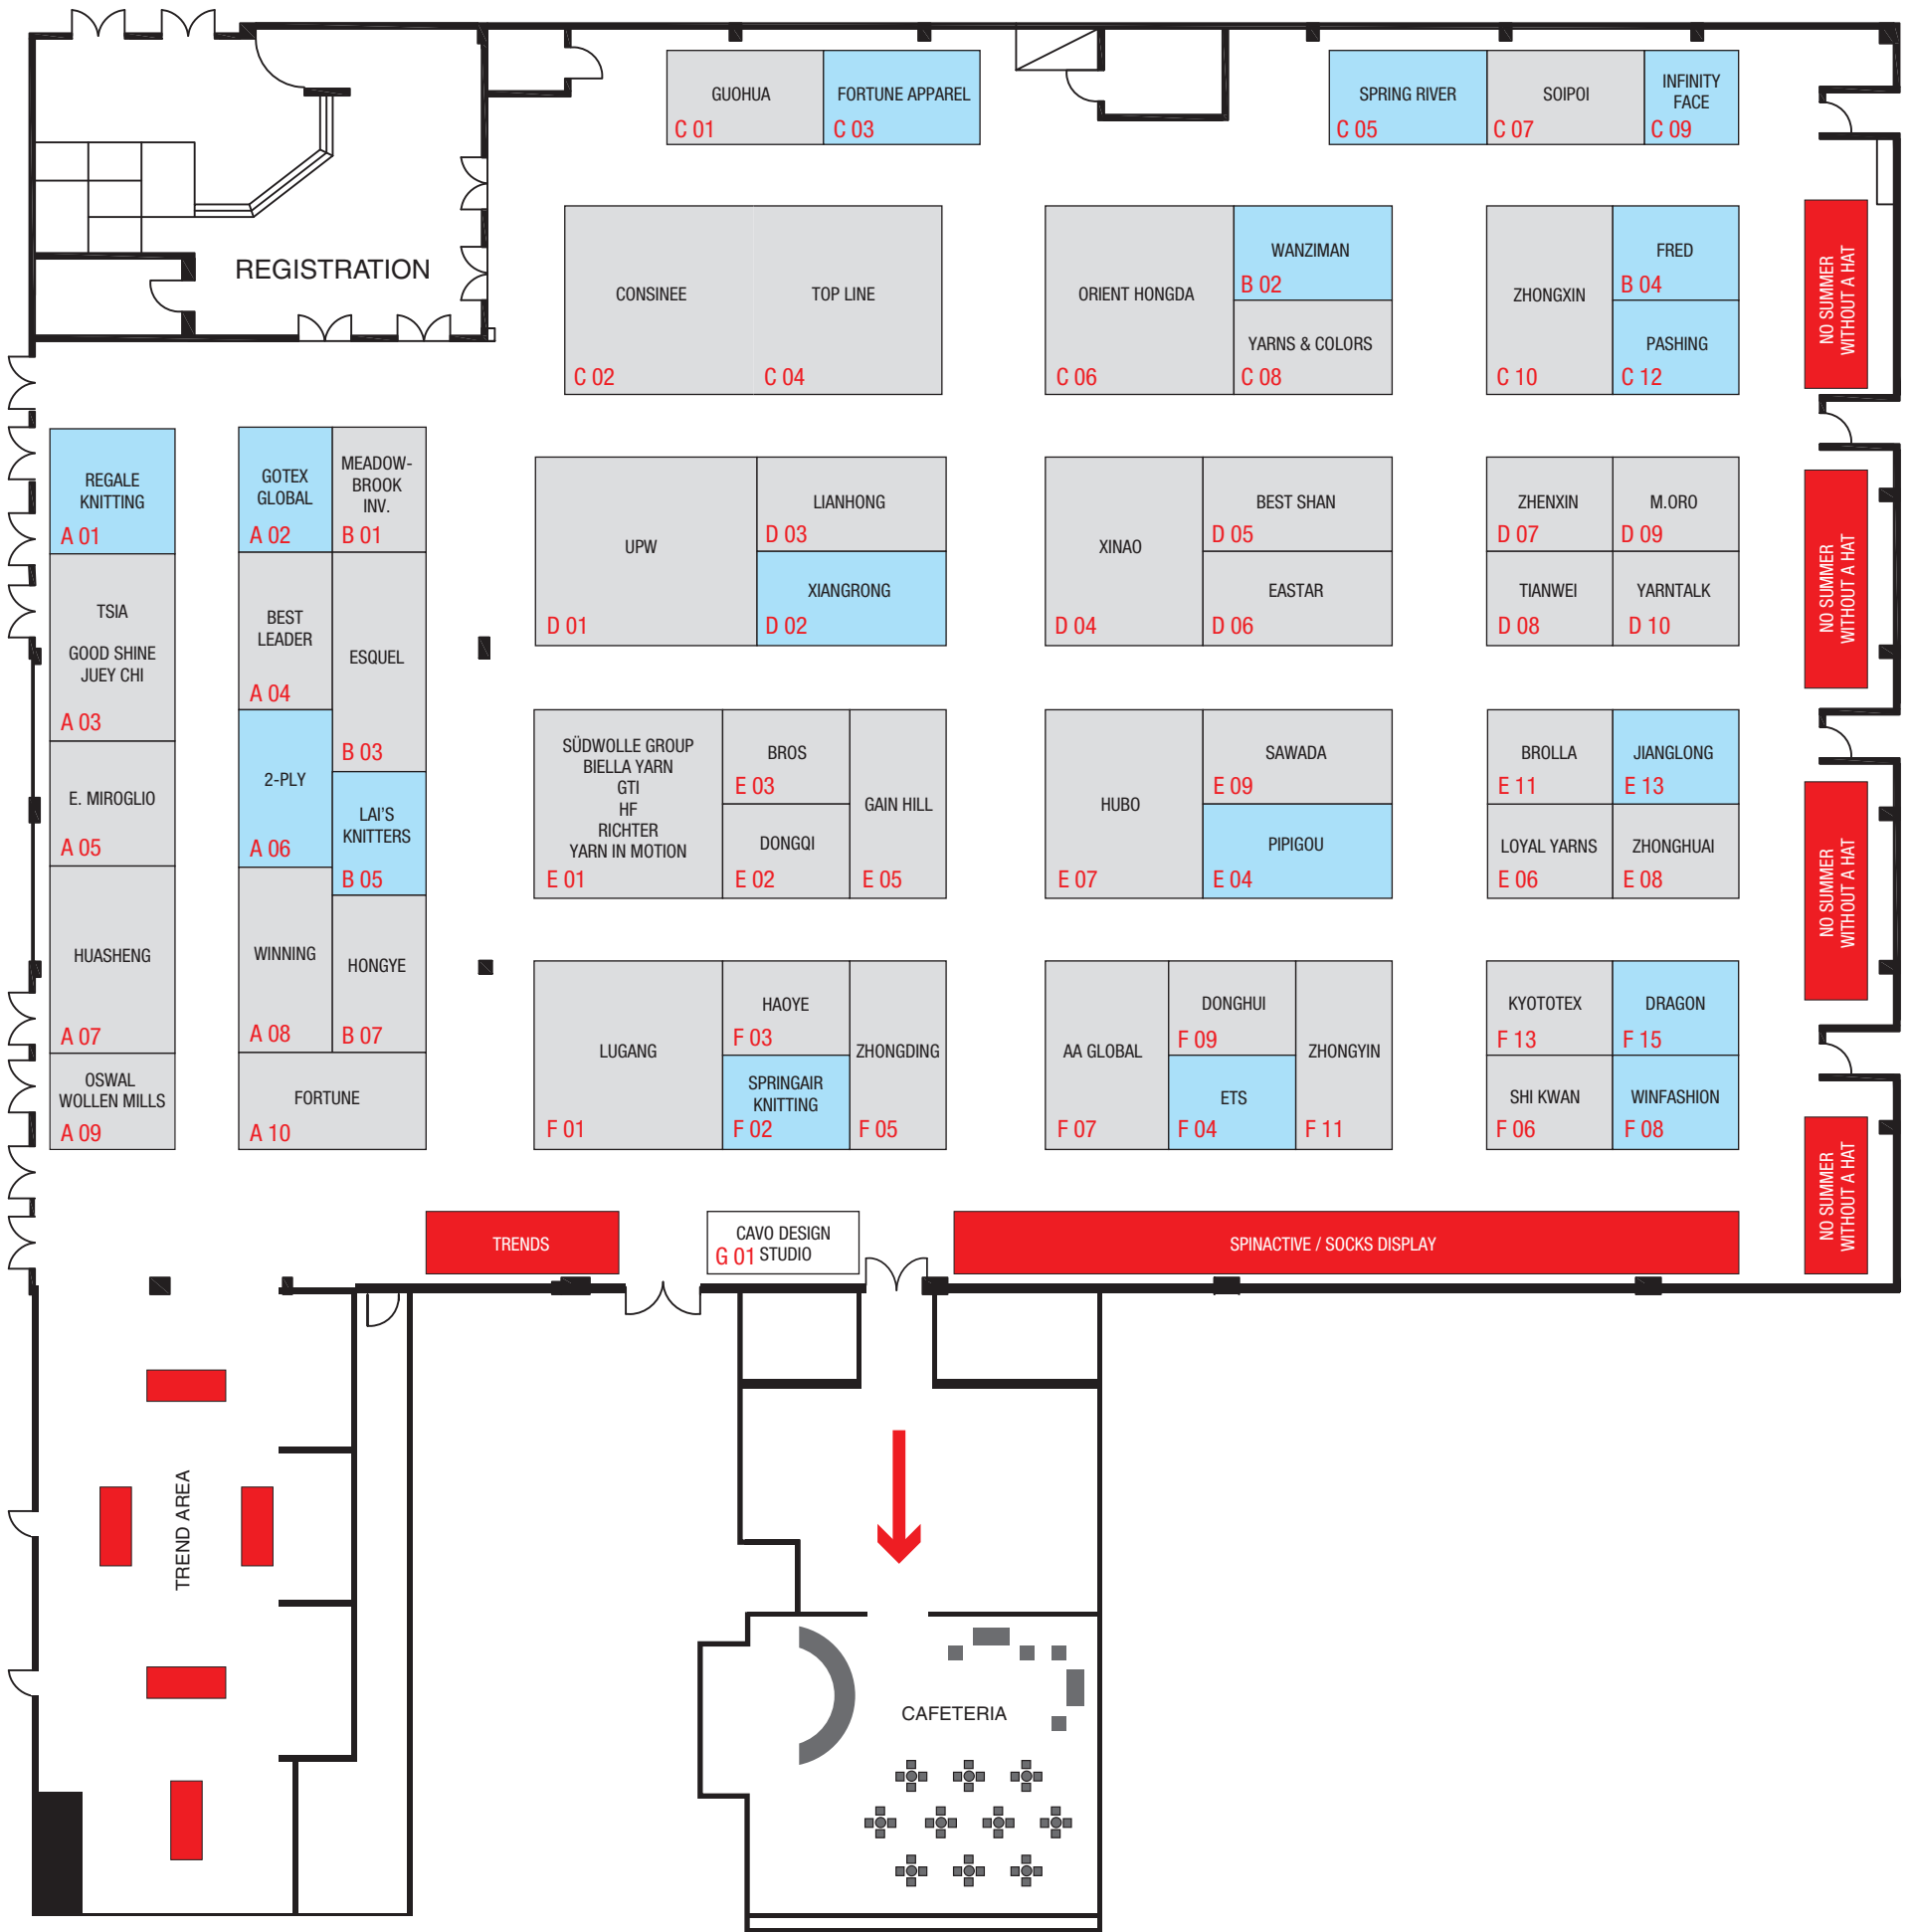 GUOHUA
C 01
FORTUNE APPAREL
C 03
SPRING RIVER
C 05
SOIPOI
C 07
INFINITY
FACE
C 09
REGISTRATION
CONSINEE
C 02
TOP LINE
C 04
ORIENT HONGDA
C 06
WANZIMAN
B 02
YARNS & COLORS
C 08
ZHONGXIN
C 10
FRED
B 04
PASHING
C 12
NO SUMMER
WITHOUT A HAT
REGALE
KNITTING
A 01
TSIA
GOOD SHINE
JUEY CHI
A 03
E. MIROGLIO
A 05
HUASHENG
A 07
OSWAL
WOLLEN MILLS
A 09
GOTEX
GLOBAL
A 02
MEADOW-
BROOK
INV.
B 01
BEST
LEADER
A 04
ESQUEL
B 03
2-PLY
A 06
LAI'S
KNITTERS
B 05
WINNING
A 08
HONGYE
B 07
FORTUNE
A 10
UPW
D 01
LIANHONG
D 03
XIANGRONG
D 02
XINAO
D 04
BEST SHAN
D 05
EASTAR
D 06
ZHENXIN
D 07
M.ORO
D 09
TIANWEI
D 08
YARNTALK
D 10
NO SUMMER
WITHOUT A HAT
SÜDWOLLE GROUP
BIELLA YARN
GTI
HF
RICHTER
YARN IN MOTION
E 01
BROS
E 03
DONGQI
E 02
GAIN HILL
E 05
HUBO
E 07
SAWADA
E 09
PIPIGOU
E 04
BROLLA
E 11
JIANGLONG
E 13
LOYAL YARNS
E 06
ZHONGHUAI
E 08
NO SUMMER
WITHOUT A HAT
LUGANG
F 01
HAOYE
F 03
SPRINGAIR
KNITTING
F 02
ZHONGDING
F 05
AA GLOBAL
F 07
DONGHUI
F 09
ETS
F 04
ZHONGYIN
F 11
KYOTOTEX
F 13
DRAGON
F 15
SHI KWAN
F 06
WINFASHION
F 08
NO SUMMER
WITHOUT A HAT
TRENDS
CAVO DESIGN
G 01 STUDIO
SPINACTIVE / SOCKS DISPLAY
TREND AREA
CAFETERIA